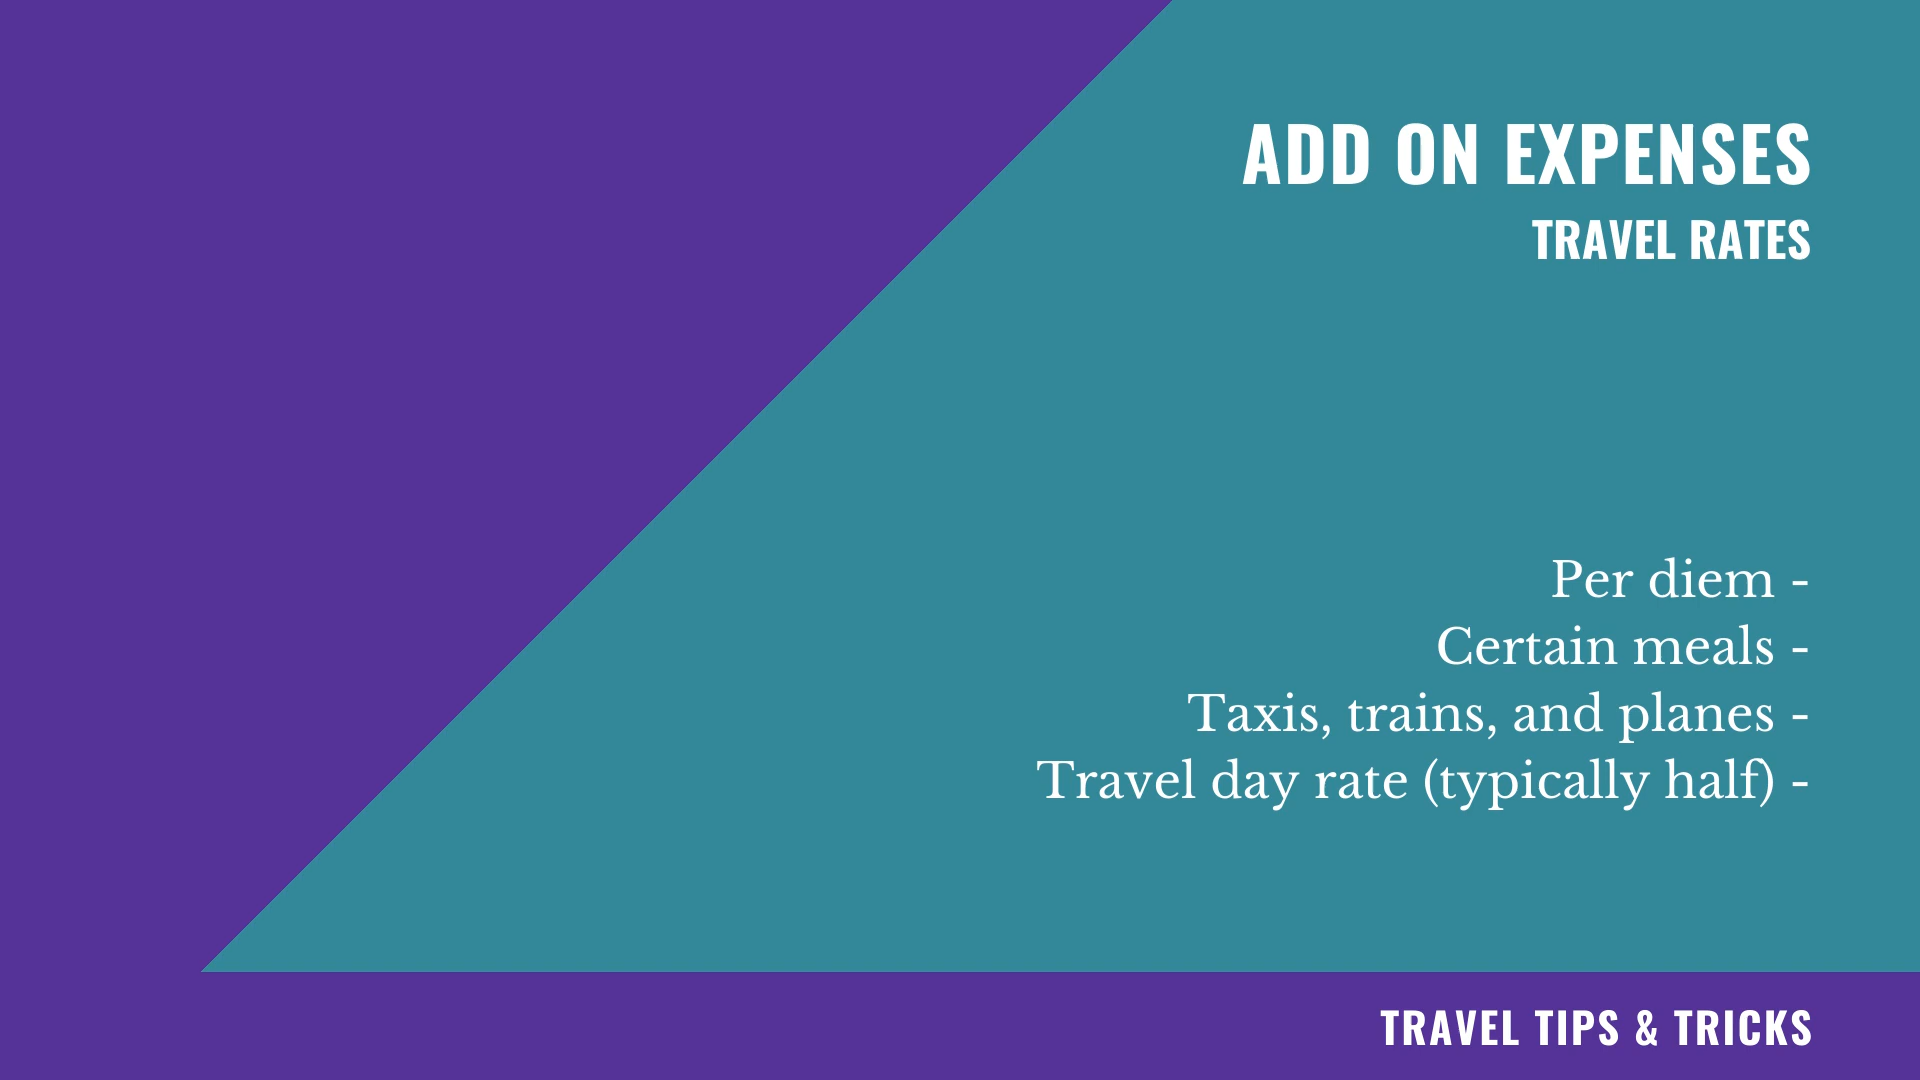 ADD ON EXPENSES
TRAVEL RATES
Per diem -
Certain meals -
Taxis, trains, and planes -
Travel day rate (typically half) -
TRAVEL TIPS & TRICKS